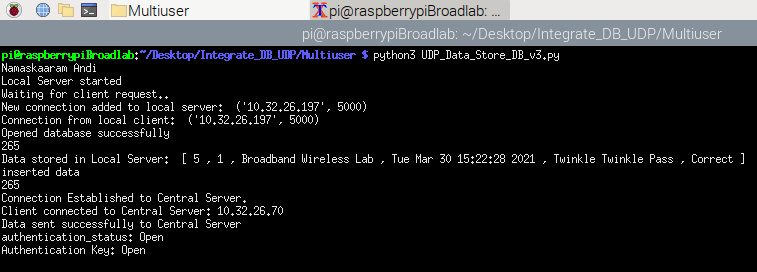 Multiuser
pi@raspberrypiBroadlab: ...
pi@raspberrypiBroadlab: ~/Desktop/Integrate_DB_UDP/Multiuser
pi@raspberrypiBroadlab:~/Desktop/Integrate_DB_UDP/Multiuser $ python3 UDP_Data_Store_DB_v3.py
Namaskaaram Andi
Local Server started
Waiting for client request..
New connection added to local server:  ('10.32.26.197', 5000)
Connection from local client:  ('10.32.26.197', 5000)
Opened database successfully
265
Data stored in Local Server:  [ 5 , 1 , Broadband Wireless Lab , Tue Mar 30 15:22:28 2021 , Twinkle Twinkle Pass , Correct ]
inserted data
265
Connection Established to Central Server.
Client connected to Central Server: 10.32.26.70
Data sent successfully to Central Server
authentication_status: Open
Authentication Key: Open